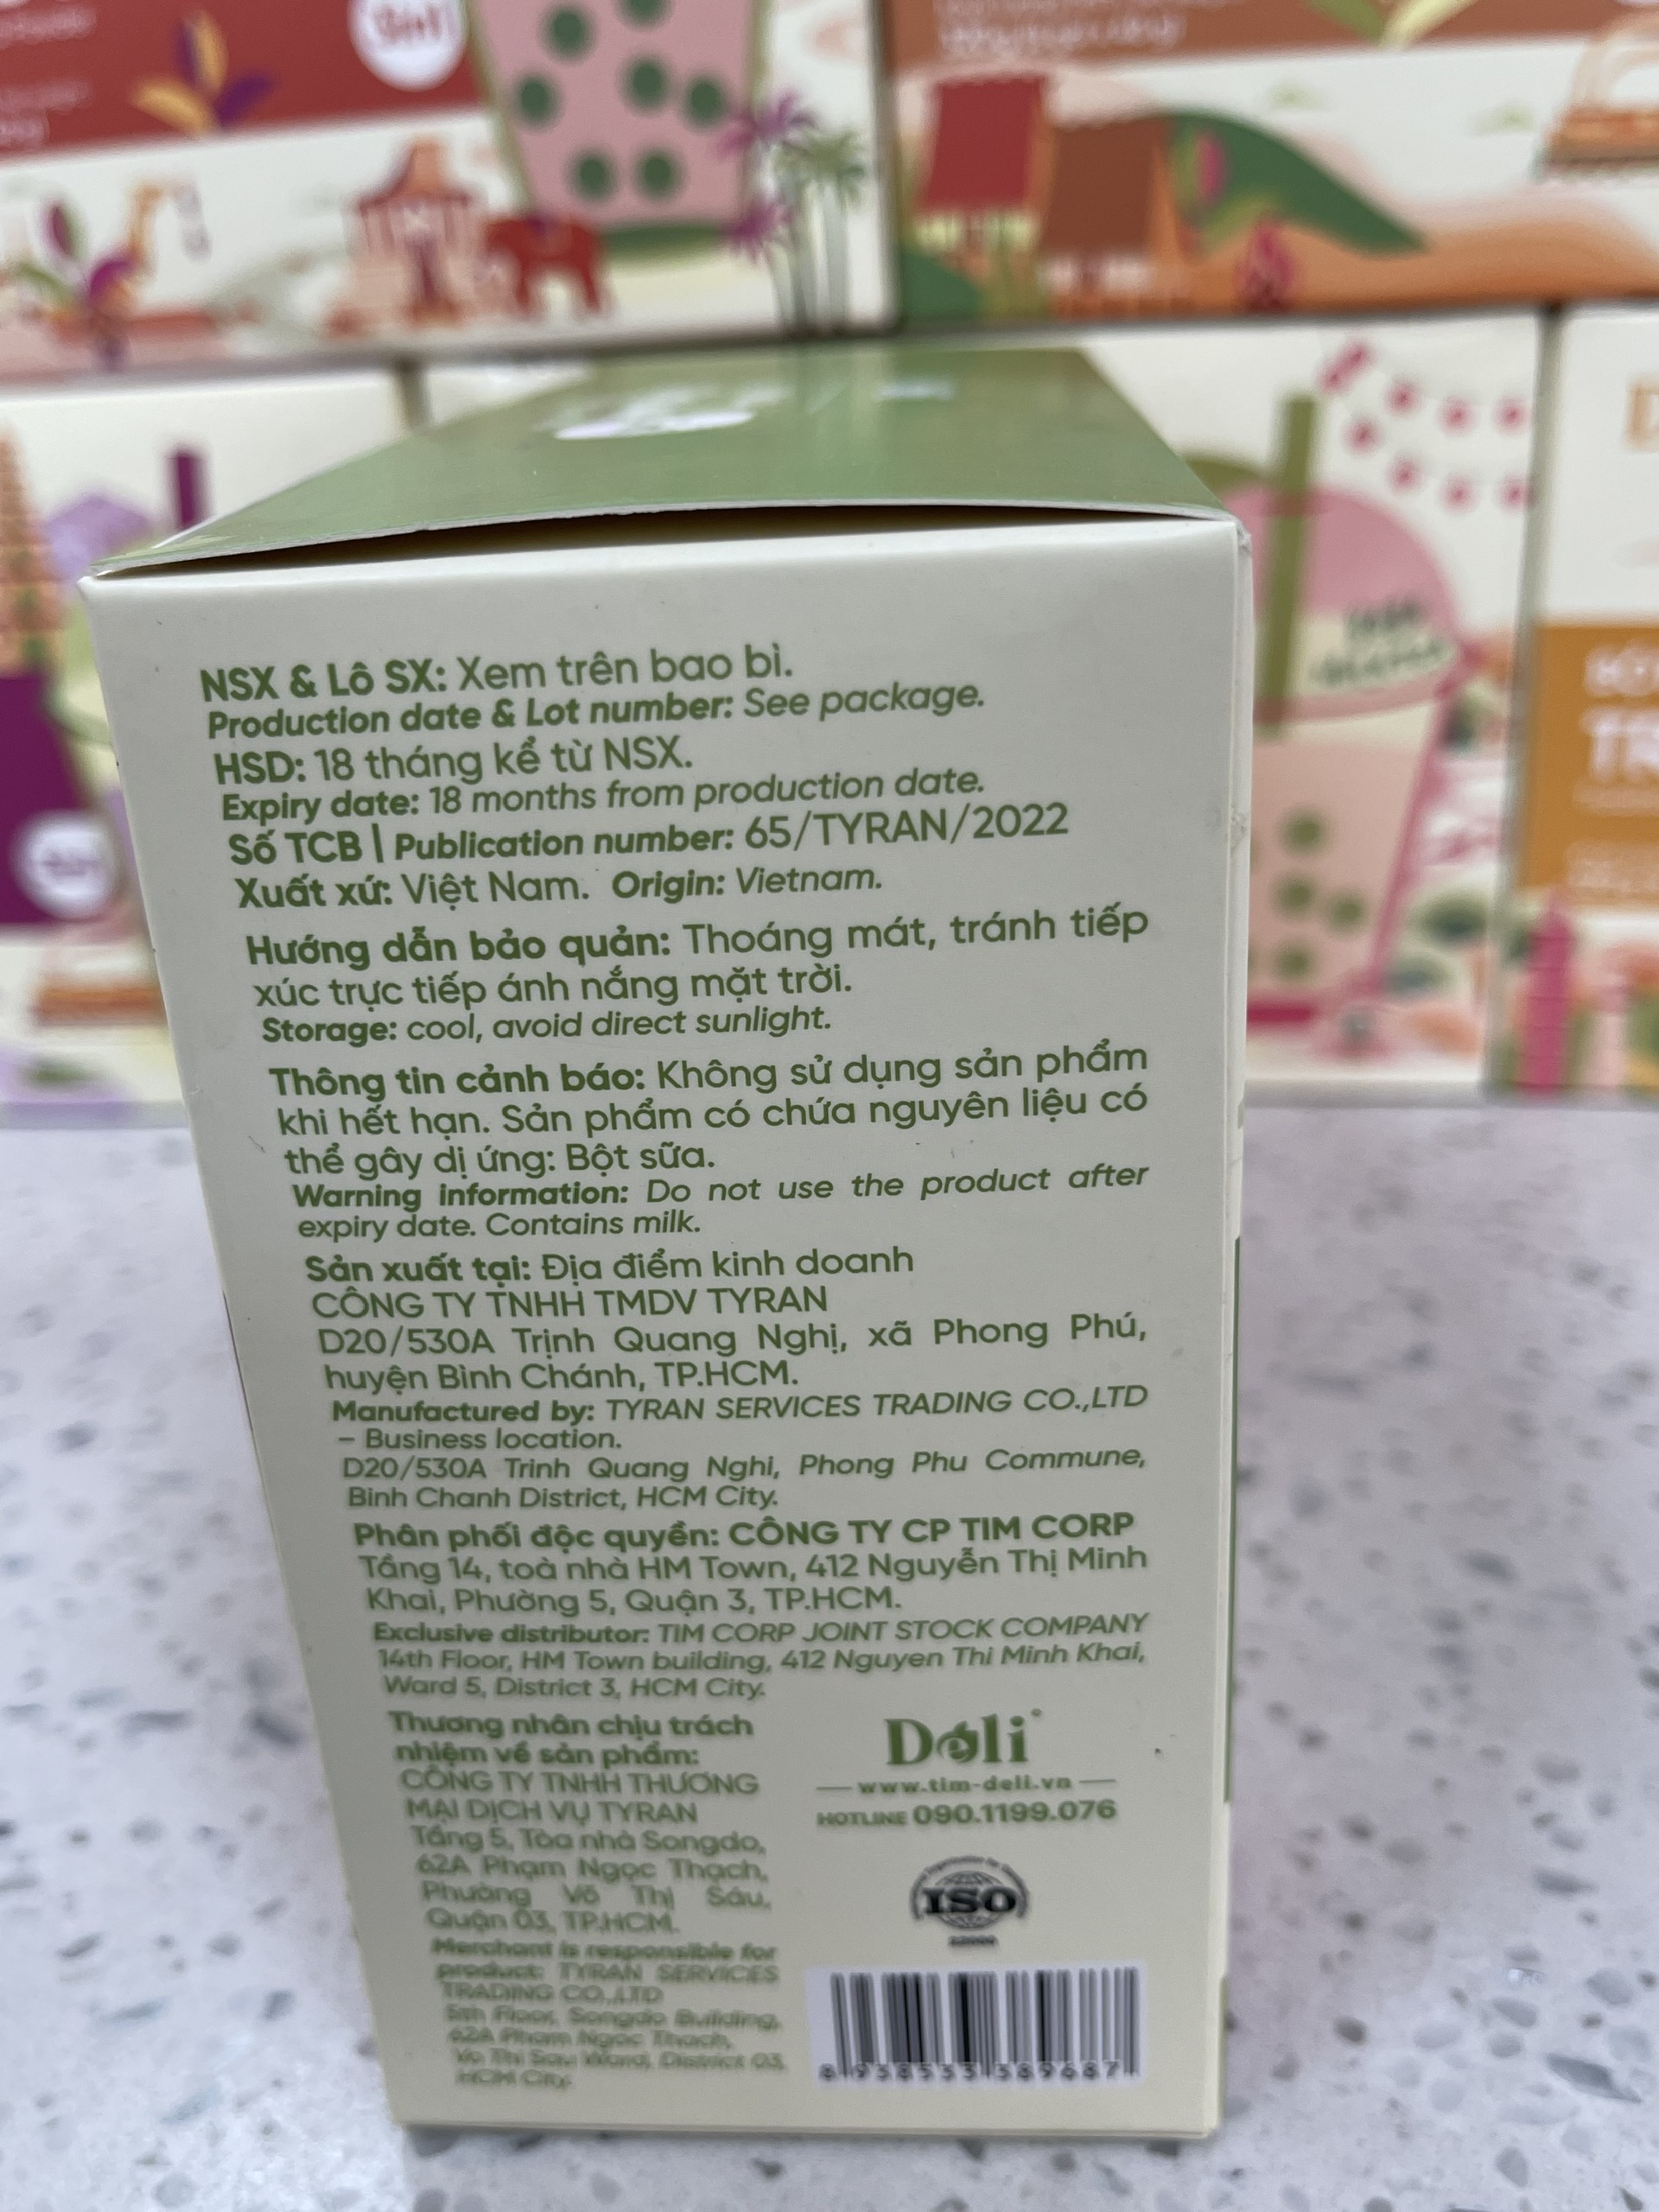 NSX & Lô SX: Xem trên bao bì.
Production date & Lot number: See package.
HSD: 18 tháng kể từ NSX.
Expiry date: 18 months from production date.
Số TCB | Publication number: 65/TYRAN/2022
Xuất xứ: Việt Nam. Origin: Vietnam.
Hướng dẫn bảo quản: Thoáng mát, tránh tiếp
xúc trực tiếp ánh nắng mặt trời.
Storage: cool, avoid direct sunlight.
Thông tin cảnh báo: Không sử dụng sản phẩm
khi hết hạn. Sản phẩm có chứa nguyên liệu có
thể gây dị ứng: Bột sữa.
Warning information: Do not use the product after
expiry date. Contains milk.
Sản xuất tại: Địa điểm kinh doanh
CÔNG TY TNHH TMDV TYRAN
D20/530A Trịnh Quang Nghị, xã Phong Phú,
huyện Bình Chánh, TP.HCM.
Manufactured by: TYRAN SERVICES TRADING CO.,LTD
– Business location.
D20/530A Trinh Quang Nghi, Phong Phu Commune,
Binh Chanh District, HCM City.
Phân phối độc quyền: CÔNG TY CP TIM CORP
Tầng 14, toà nhà HM Town, 412 Nguyễn Thị Minh
Khai, Phường 5, Quận 3, TP.HCM.
Exclusive distributor: TIM CORP JOINT STOCK COMPANY
14th Floor, HM Town building, 412 Nguyen Thi Minh Khai,
Ward 5, District 3, HCM City.
Thương nhân chịu trách
nhiệm về sản phẩm:
CÔNG TY TNHH THƯƠNG
MẠI DỊCH VỤ TYRAN
Tầng 5, Tòa nhà Songdo,
62A Phạm Ngọc Thạch,
Phường Võ Thị Sáu,
Quận 03, TP.HCM.
Merchant is responsible for
product: TYRAN SERVICES
TRADING CO.,LTD
5th Floor, Songdo Building,
62A Pham Ngoc Thach,
Vo Thi Sau Ward, District 03,
HCM City.
Deli
www.tim-deli.vn
HOTLINE 090.1199.076
ISO
22000
8 938533 389687
3in1